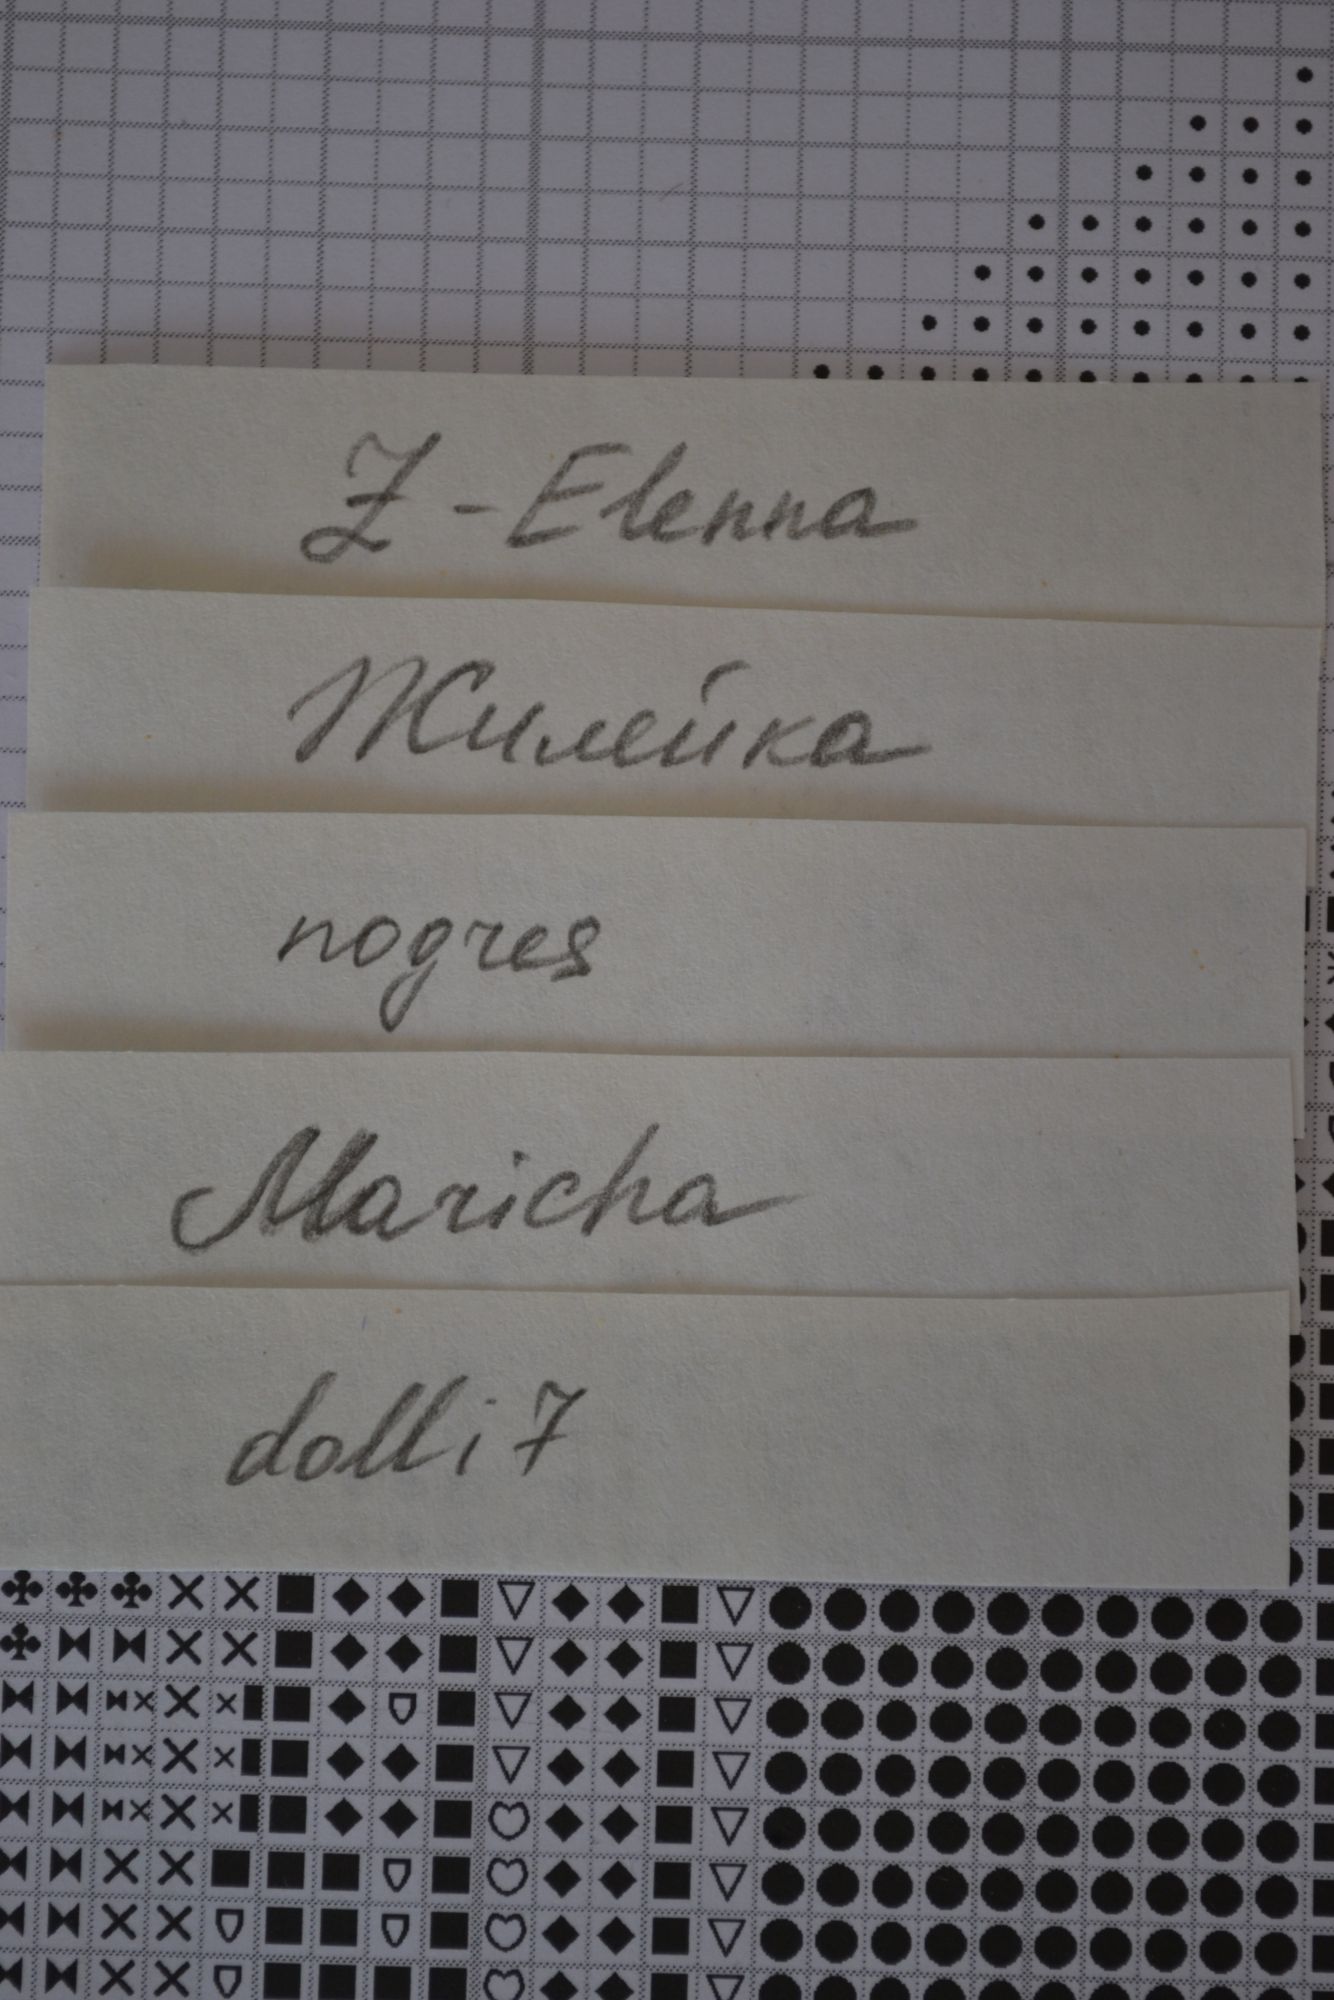 Z-Elenna
Жилейка
nogres
Maricha
dolli7